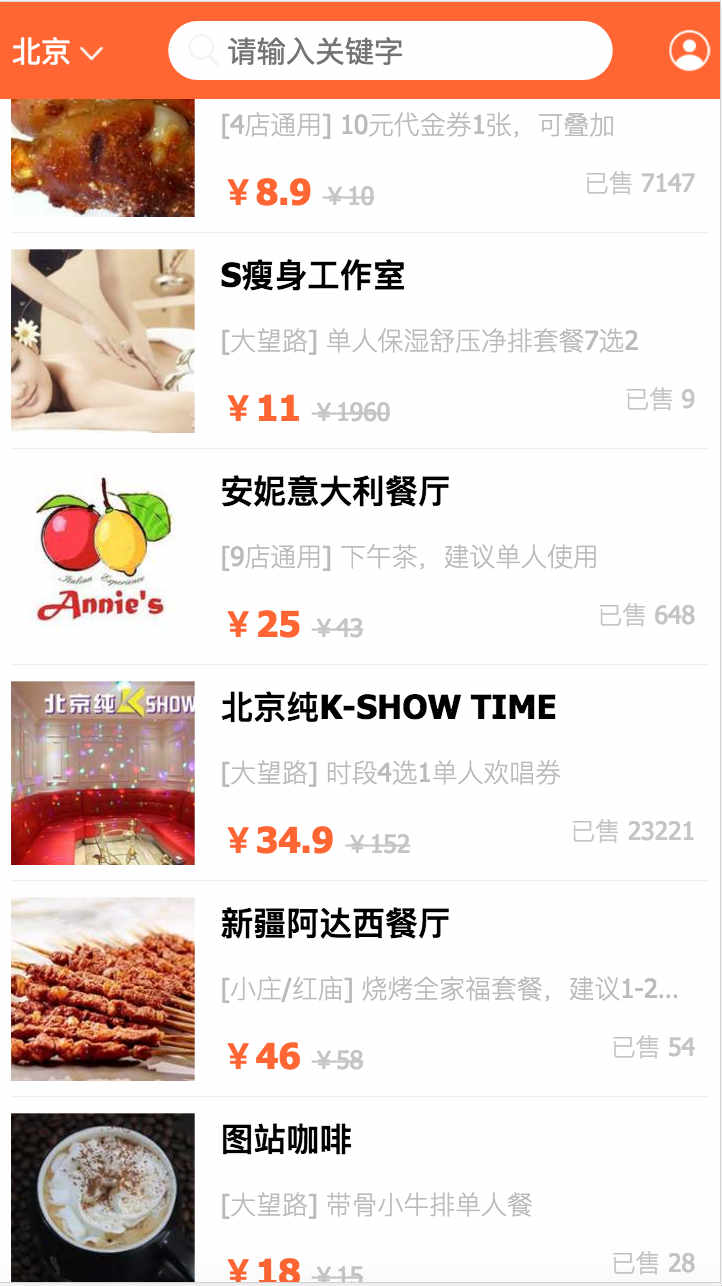 北京
请输入关键字
[4店通用] 10元代金券1张，可叠加
¥8.9 ¥10
已售 7147
S瘦身工作室
[大望路] 单人保湿舒压净排套餐7选2
¥11 ¥1960
已售 9
安妮意大利餐厅
Italian Experience
Annie's
[9店通用] 下午茶，建议单人使用
¥25 ¥43
已售 648
北京纯K-SHOW TIME
北京纯K SHOW
[大望路] 时段4选1单人欢唱券
¥34.9 ¥152
已售 23221
新疆阿达西餐厅
[小庄/红庙] 烧烤全家福套餐，建议1-2...
¥46 ¥58
已售 54
图站咖啡
[大望路] 带骨小牛排单人餐
¥18 ¥15
已售 28